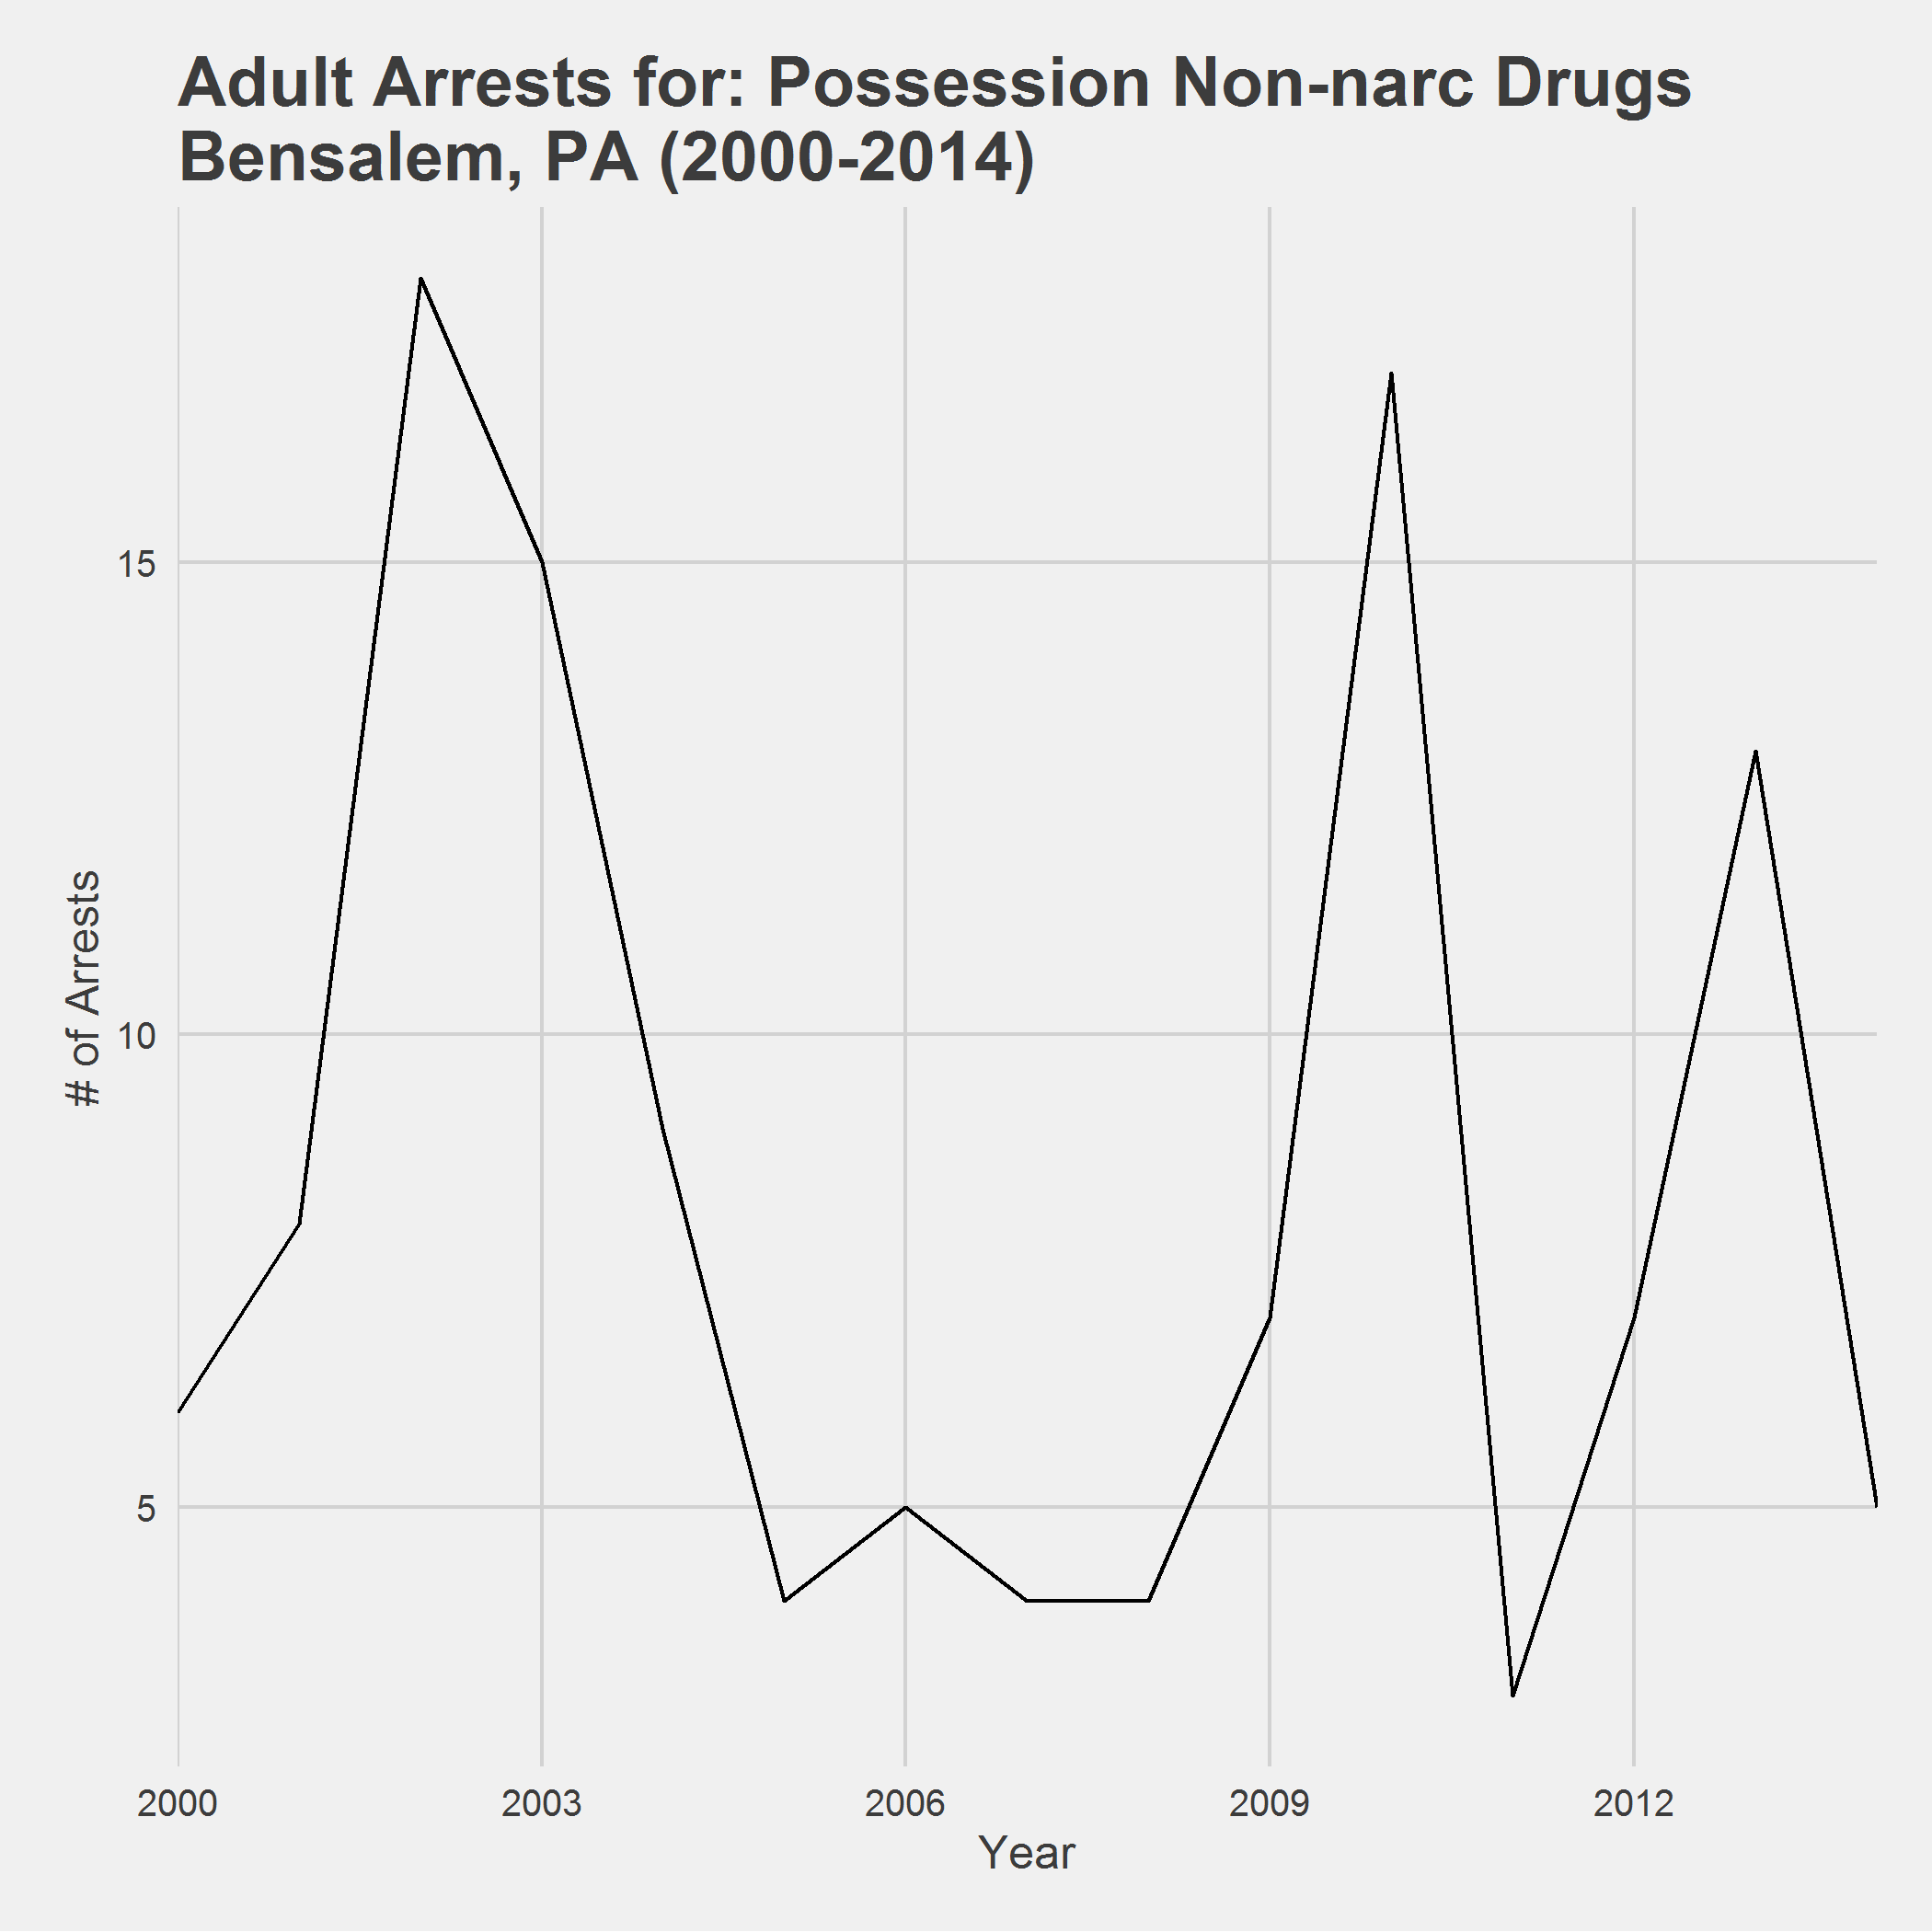 Adult Arrests for: Possession Non-narc Drugs
Bensalem, PA (2000-2014)
15
10
5
# of Arrests
2000 2003 2006 2009 2012
Year